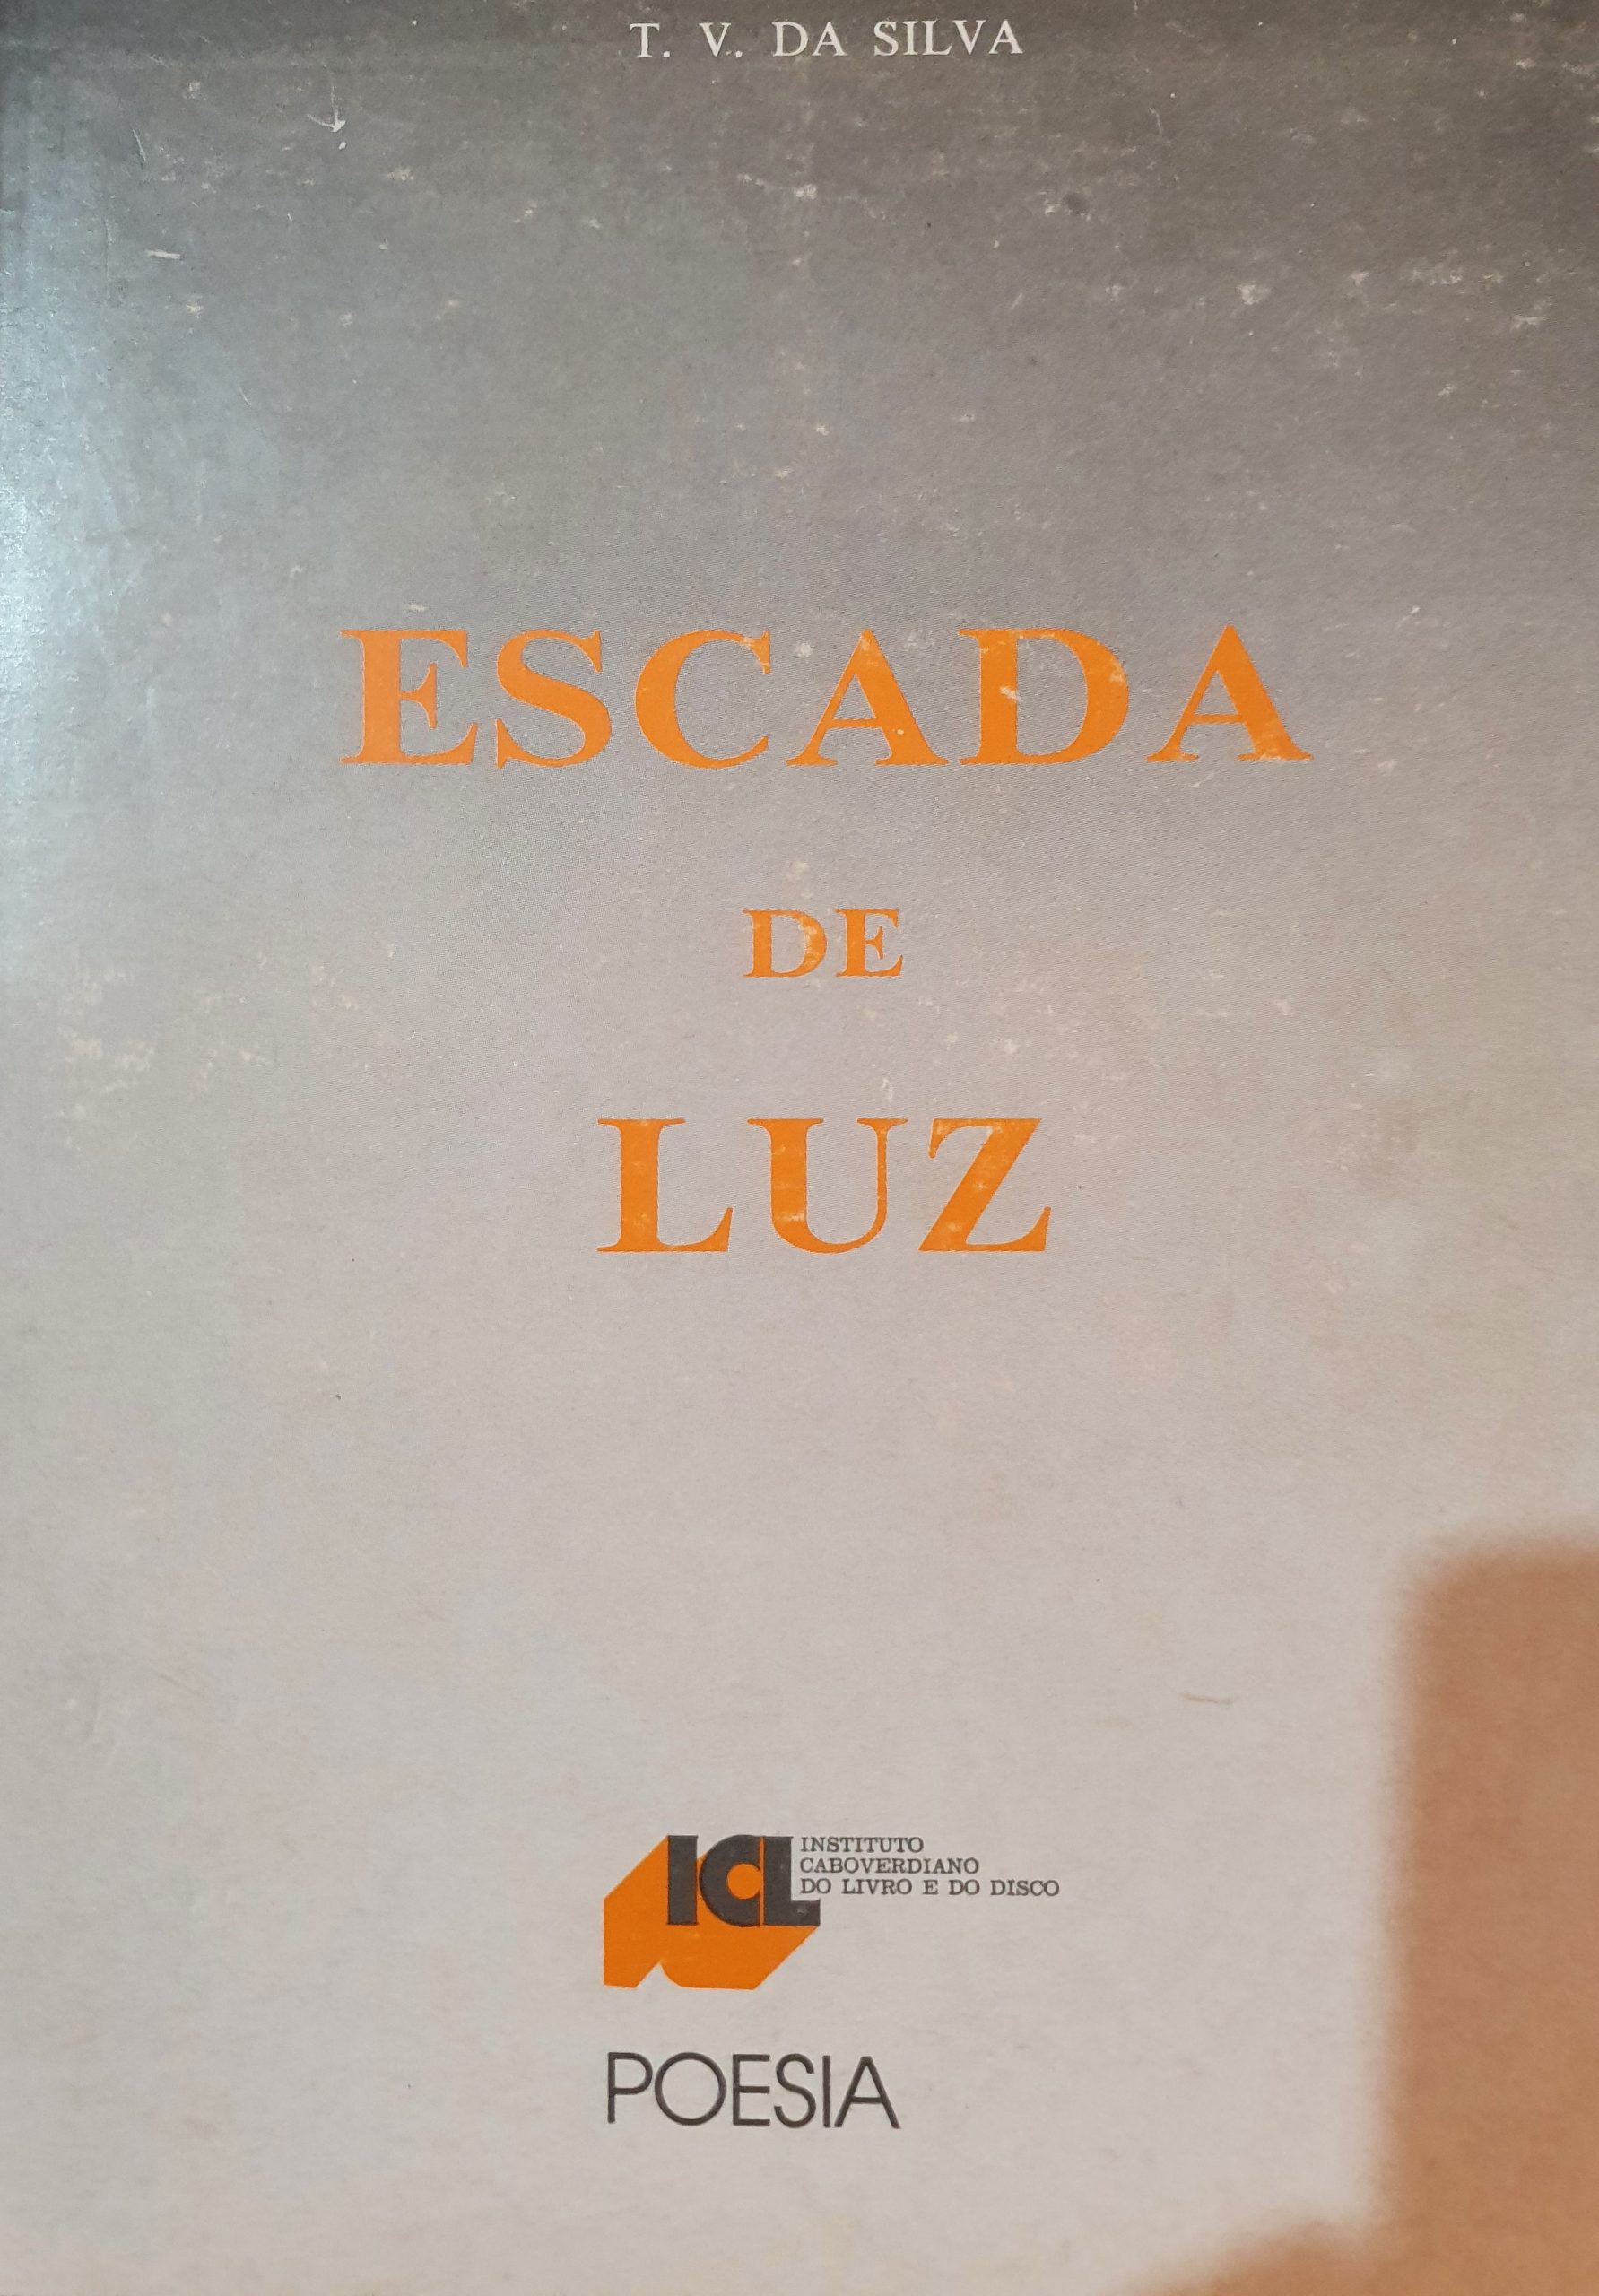 T. V. DA SILVA
ESCADA
DE
LUZ
ICL
INSTITUTO
CABOVERDIANO
DO LIVRO E DO DISCO
POESIA